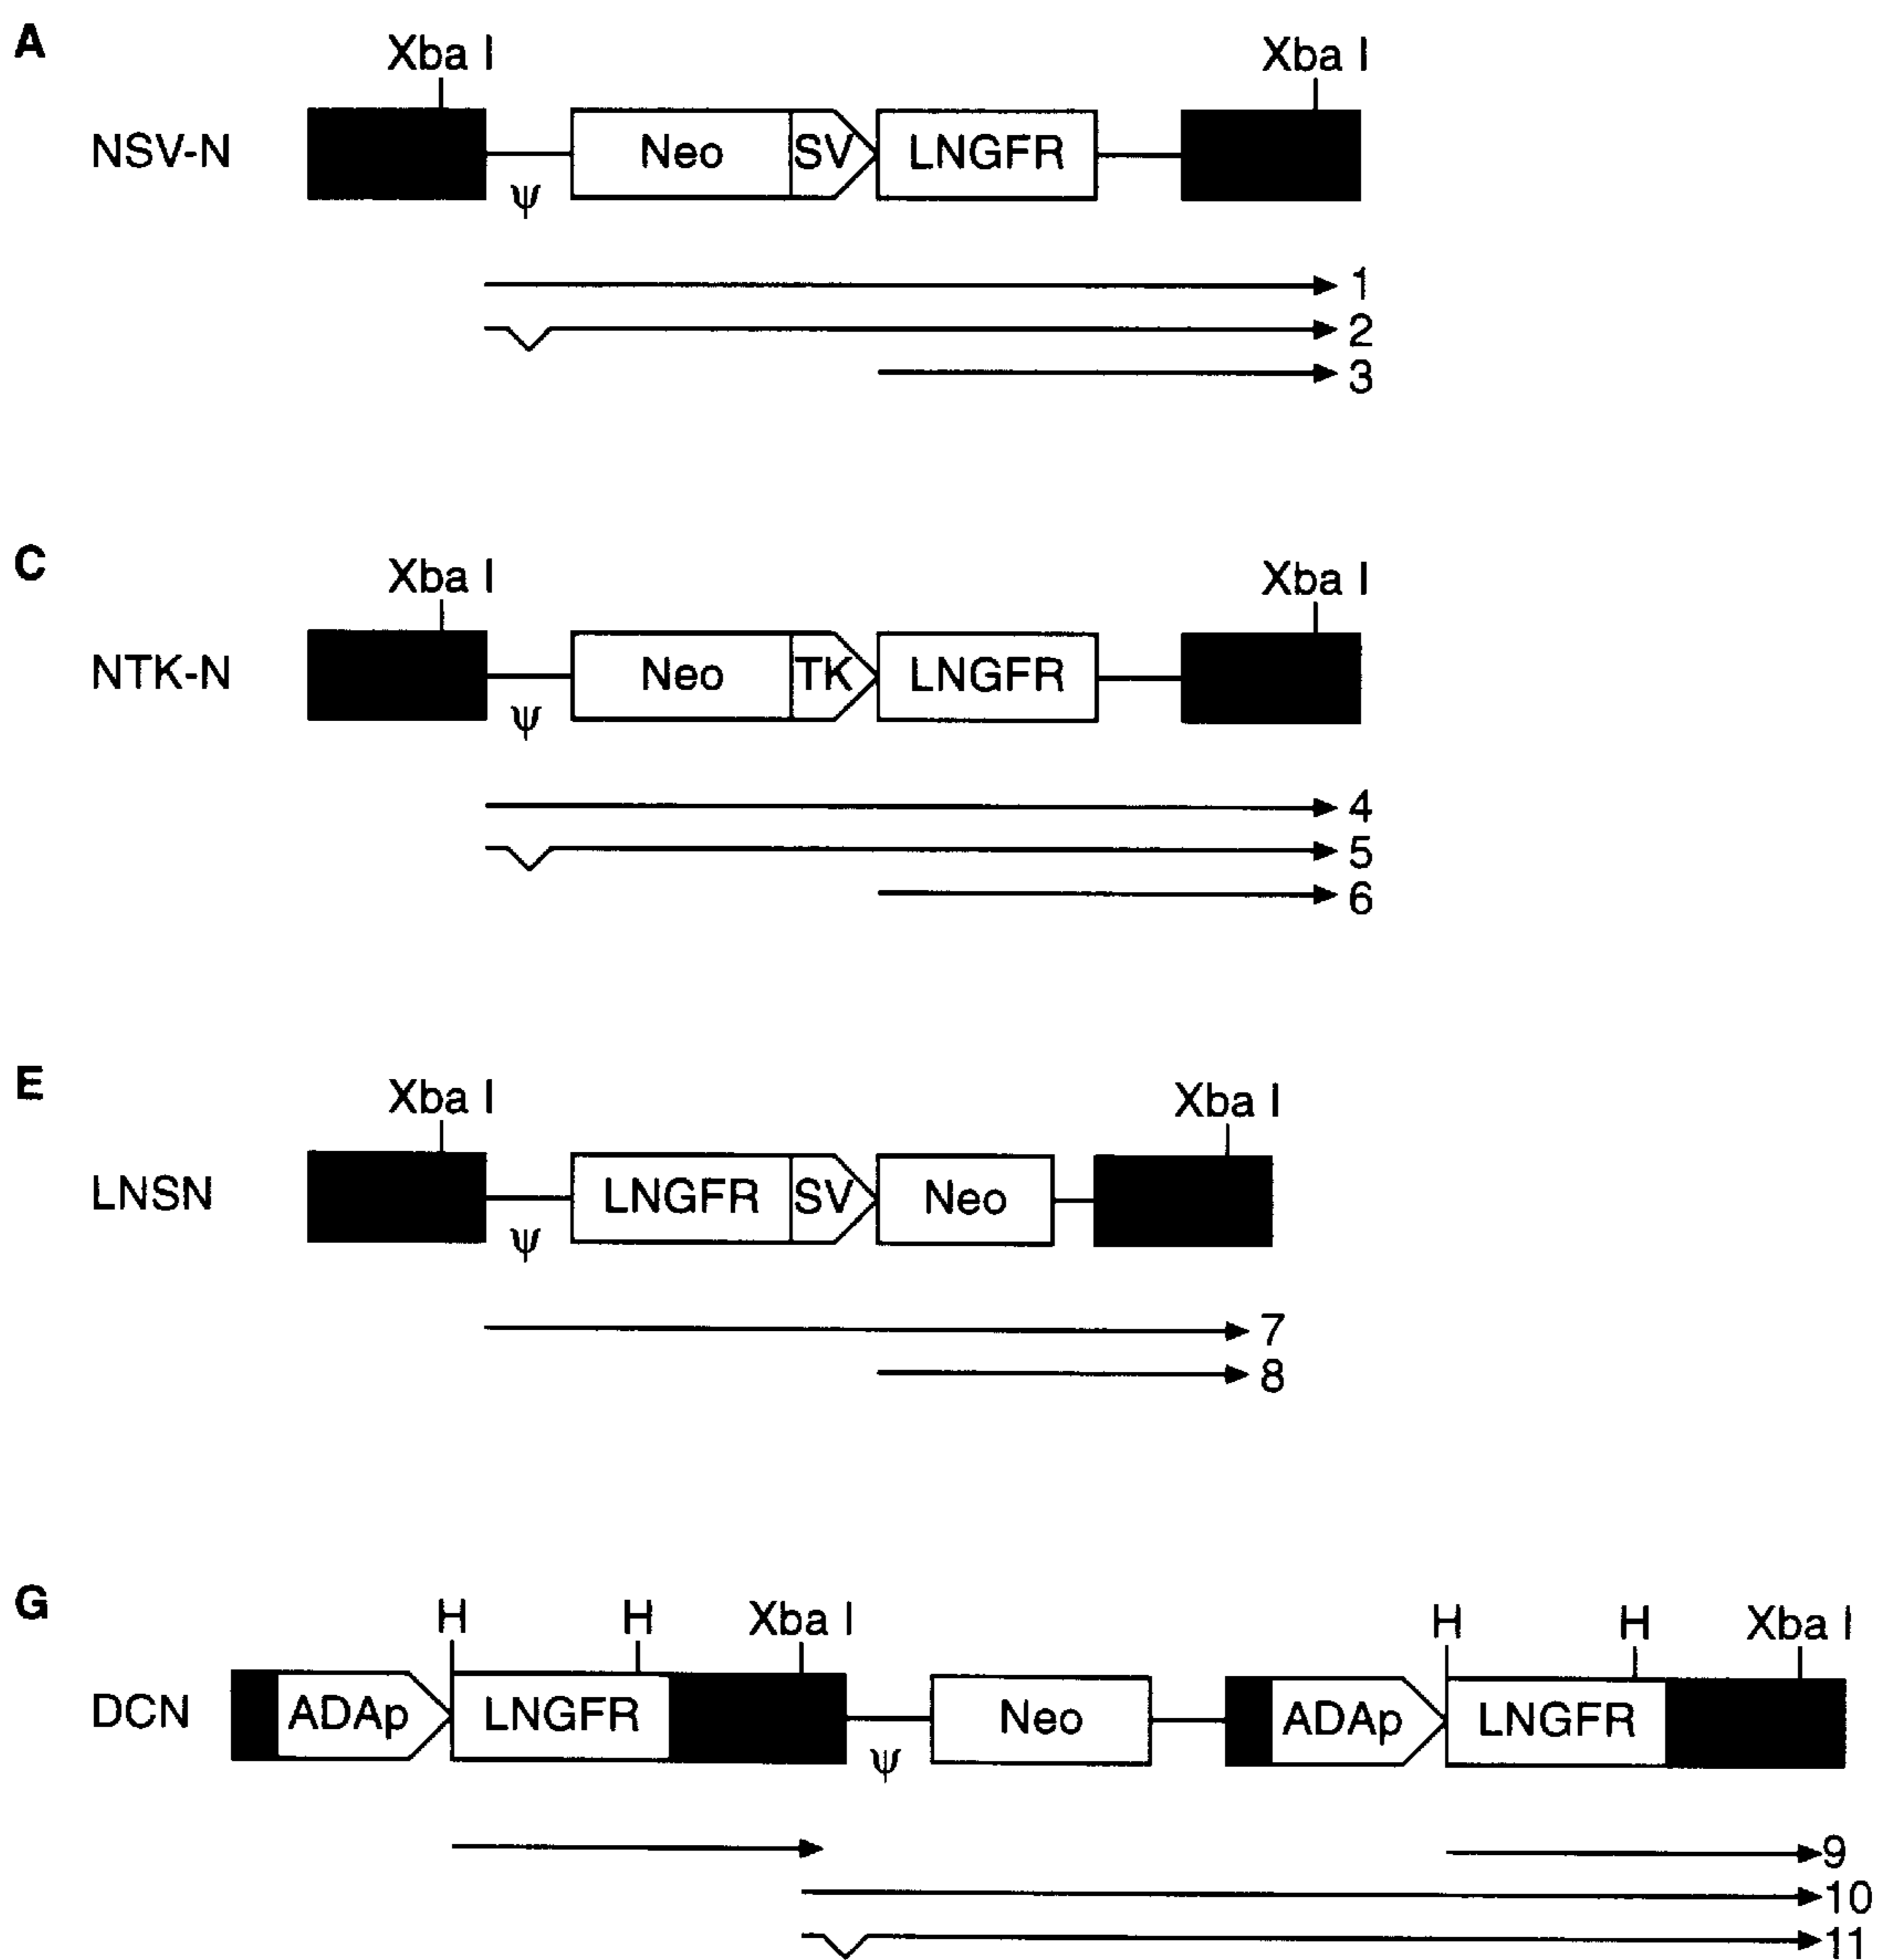 A
Xba I Xba I
NSV-N Neo SV LNGFR
ψ
1
2
3
C
Xba I Xba I
NTK-N Neo TK LNGFR
ψ
4
5
6
E
Xba I Xba I
LNSN LNGFR SV Neo
ψ
7
8
G
H H Xba I H H Xba I
DCN ADAp LNGFR Neo ADAp LNGFR
ψ
9
10
11